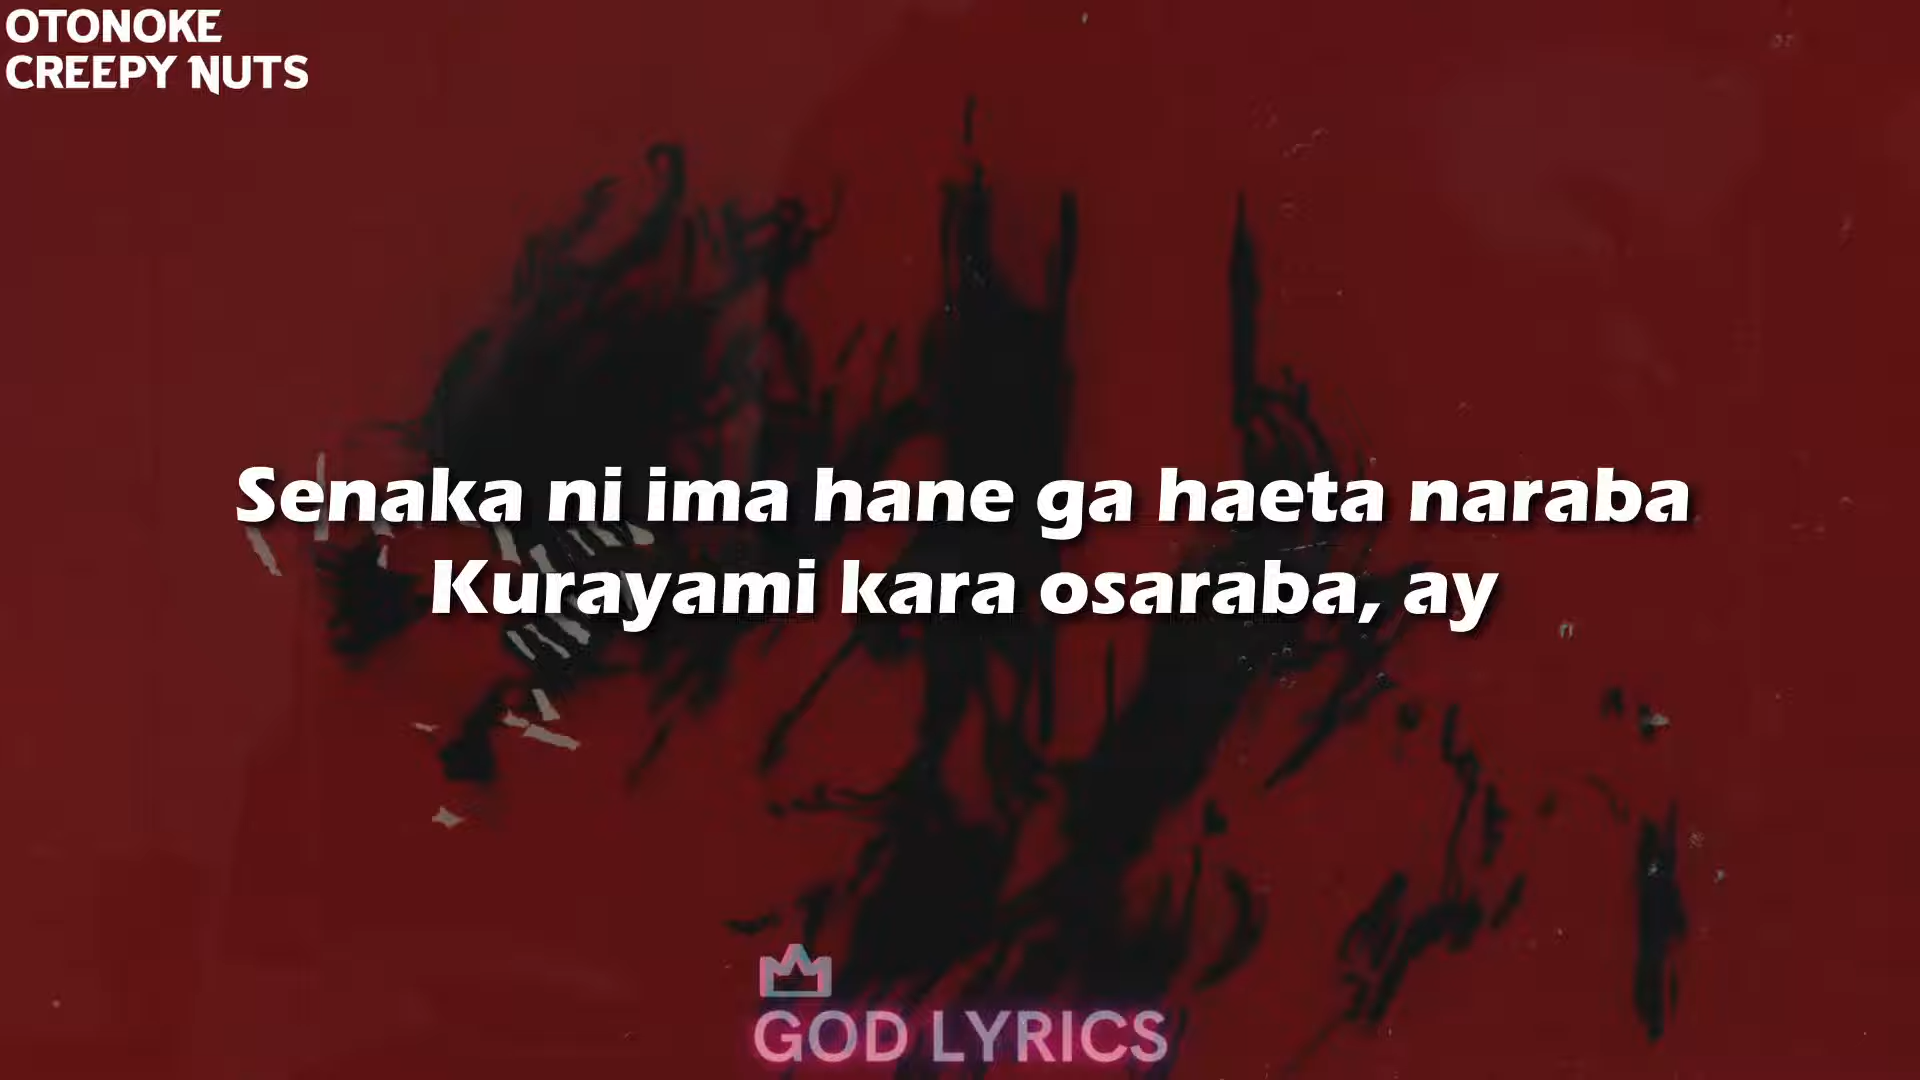 OTONOKE
CREEPY NUTS
Senaka ni ima hane ga haeta naraba
Kurayami kara osaraba, ay
GOD LYRICS